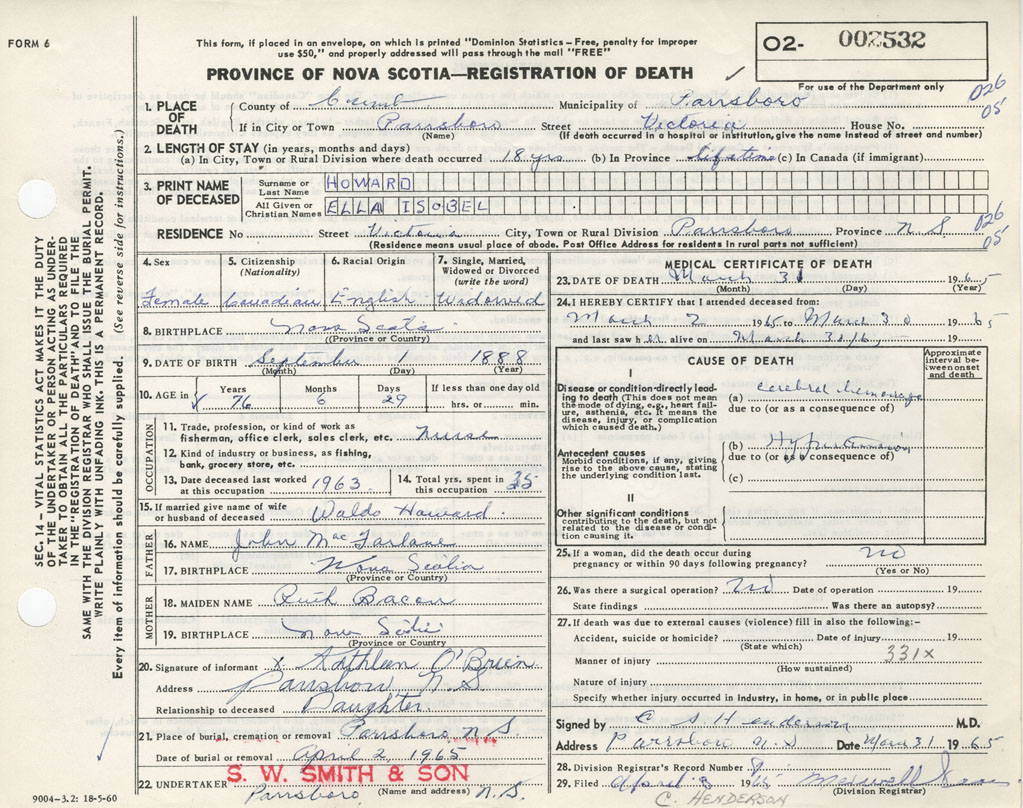 FORM 6
This form, if placed in an envelope, on which is printed "Dominion Statistics – Free, penalty for improper
use $50," and properly addressed will pass through the mail "FREE"
PROVINCE OF NOVA SCOTIA—REGISTRATION OF DEATH
02- 002532
For use of the Department only
026
05
SEC. 14 – VITAL STATISTICS ACT MAKES IT THE DUTY
OF THE UNDERTAKER OR PERSON ACTING AS UNDER-
TAKER TO OBTAIN ALL THE PARTICULARS REQUIRED
IN THE "REGISTRATION OF DEATH" AND TO FILE THE
SAME WITH THE DIVISION REGISTRAR WHO SHALL ISSUE THE BURIAL PERMIT.
WRITE PLAINLY WITH UNFADING INK. THIS IS A PERMANENT RECORD.
Every item of information should be carefully supplied. (See reverse side for instructions.)
1. PLACE OF DEATH
County of Municipality of Parrsboro
If in City or Town Parrsboro Street Victoria House No.
(Name) (If death occurred in hospital or institution, give the name instead of street and number)
2. LENGTH OF STAY (in years, months and days)
(a) In City, Town or Rural Division where death occurred 18 yrs (b) In Province lifetime (c) In Canada (if immigrant)
3. PRINT NAME OF DECEASED
Surname or Last Name HOWARD
All Given or Christian Names ELLA ISOBEL
RESIDENCE No Street Victoria City, Town or Rural Division Parrsboro Province N.S.
026
05
(Residence means usual place of abode. Post Office Address for residents in rural parts not sufficient)
4. Sex 5. Citizenship (Nationality) 6. Racial Origin 7. Single, Married, Widowed or Divorced (write the word)
Female Canadian English Widowed
8. BIRTHPLACE Nova Scotia
(Province or Country)
9. DATE OF BIRTH September 1 1888
(Month) (Day) (Year)
10. AGE in Years Months Days If less than one day old
76 6 29 hrs. or min.
OCCUPATION
11. Trade, profession, or kind of work as
fisherman, office clerk, sales clerk, etc. Nurse
12. Kind of industry or business, as fishing,
bank, grocery store, etc.
13. Date deceased last worked at this occupation 1963 14. Total yrs. spent in this occupation 35
15. If married give name of wife
or husband of deceased Waldo Howard
FATHER
16. NAME John MacFarlane
17. BIRTHPLACE Nova Scotia
(Province or Country)
MOTHER
18. MAIDEN NAME Ruth Bacon
19. BIRTHPLACE Nova Scotia
(Province or Country)
20. Signature of informant x Kathleen O'Brien
Address Parrsboro N.S.
Relationship to deceased Daughter.
21. Place of burial, cremation or removal Parrsboro N S
Date of burial or removal April 2, 1965
S. W. SMITH & SON
22. UNDERTAKER Parrsboro (Name and address) N.S.
9004-3.2: 18-5-60
MEDICAL CERTIFICATE OF DEATH
23. DATE OF DEATH March 31 1965
(Month) (Day) (Year)
24. I HEREBY CERTIFY that I attended deceased from:
March 2 1965 to March 30 1965
and last saw her alive on March 19
CAUSE OF DEATH
Approximate interval between onset and death
I
Disease or condition directly lead-
ing to death (This does not mean
the mode of dying, e.g., heart fail-
ure, asthenia, etc. It means the
disease, injury, or complication
which caused death.)
(a) cerebral hemorrhage
due to (or as a consequence of)
Antecedent causes
Morbid conditions, if any, giving
rise to the above cause, stating
the underlying condition last.
(b) Hypertension
due to (or as a consequence of)
(c)
II
Other significant conditions
contributing to the death, but not
related to the disease or condi-
tion causing it.
25. If a woman, did the death occur during
pregnancy or within 90 days following pregnancy? no
(Yes or No)
26. Was there a surgical operation? No Date of operation 19
State findings Was there an autopsy?
27. If death was due to external causes (violence) fill in also the following:–
Accident, suicide or homicide? Date of injury 19
(State which)
Manner of injury 331X
(How sustained)
Nature of injury
Specify whether injury occurred in industry, in home, or in public place
Signed by C S Henderson M.D.
Address Parrsboro N.S Date Mar 31 1965
28. Division Registrar's Record Number
29. Filed April 1965
(Division Registrar)
C. HENDERSON